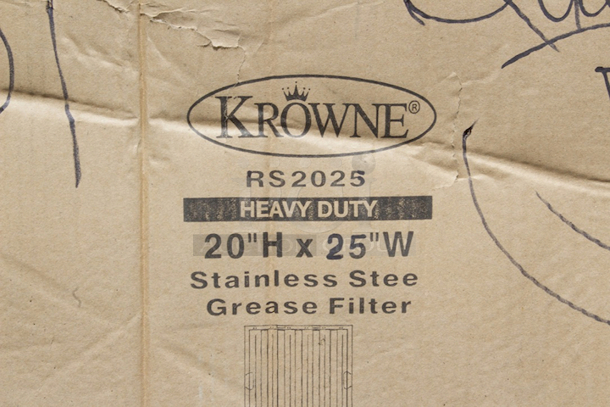 KROWNE®
RS2025
HEAVY DUTY
20"H x 25"W
Stainless Stee
Grease Filter